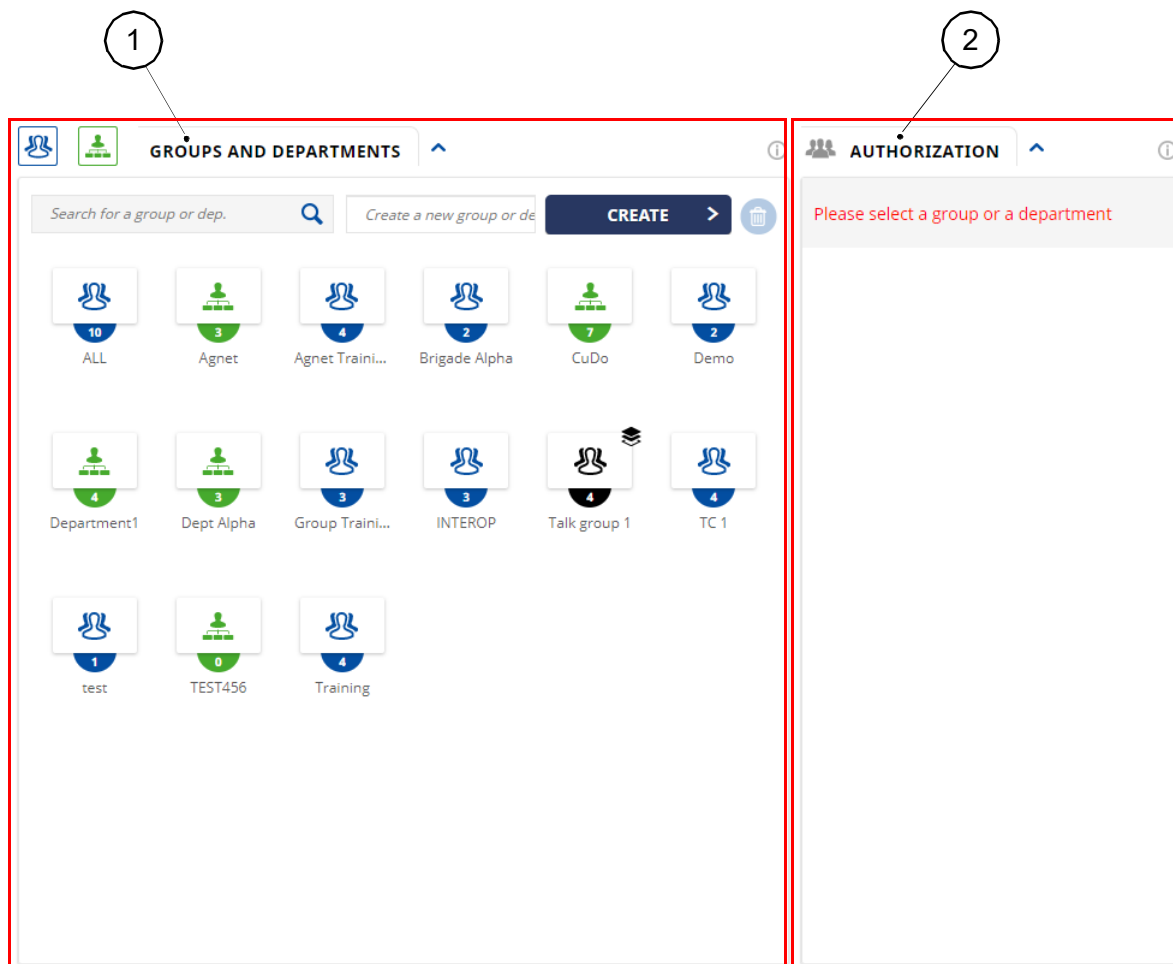 1
2
GROUPS AND DEPARTMENTS
AUTHORIZATION
Search for a group or dep.
Create a new group or de
CREATE
Please select a group or a department
10
3
4
2
7
2
ALL
Agnet
Agnet Traini...
Brigade Alpha
CuDo
Demo
4
3
3
3
4
4
Department1
Dept Alpha
Group Traini...
INTEROP
Talk group 1
TC 1
1
0
4
test
TEST456
Training